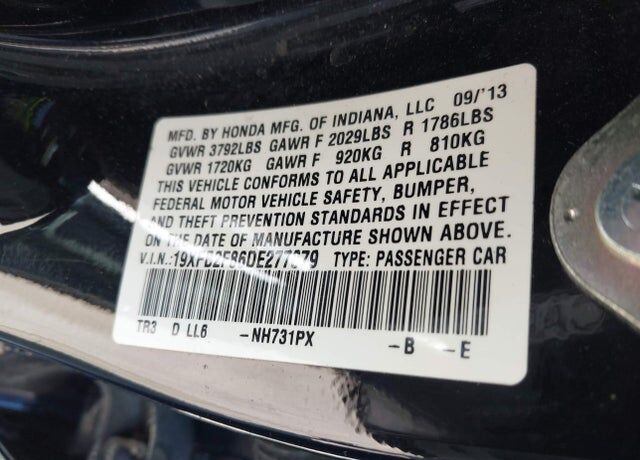 MFD. BY HONDA MFG. OF INDIANA, LLC 09/'13
GVWR 3792LBS GAWR F 2029LBS R 1786LBS
GVWR 1720KG GAWR F 920KG R 810KG
THIS VEHICLE CONFORMS TO ALL APPLICABLE
FEDERAL MOTOR VEHICLE SAFETY, BUMPER,
AND THEFT PREVENTION STANDARDS IN EFFECT
ON THE DATE OF MANUFACTURE SHOWN ABOVE.
V.I.N.: TYPE: PASSENGER CAR
TR3 D LL6 -NH731PX -B -E